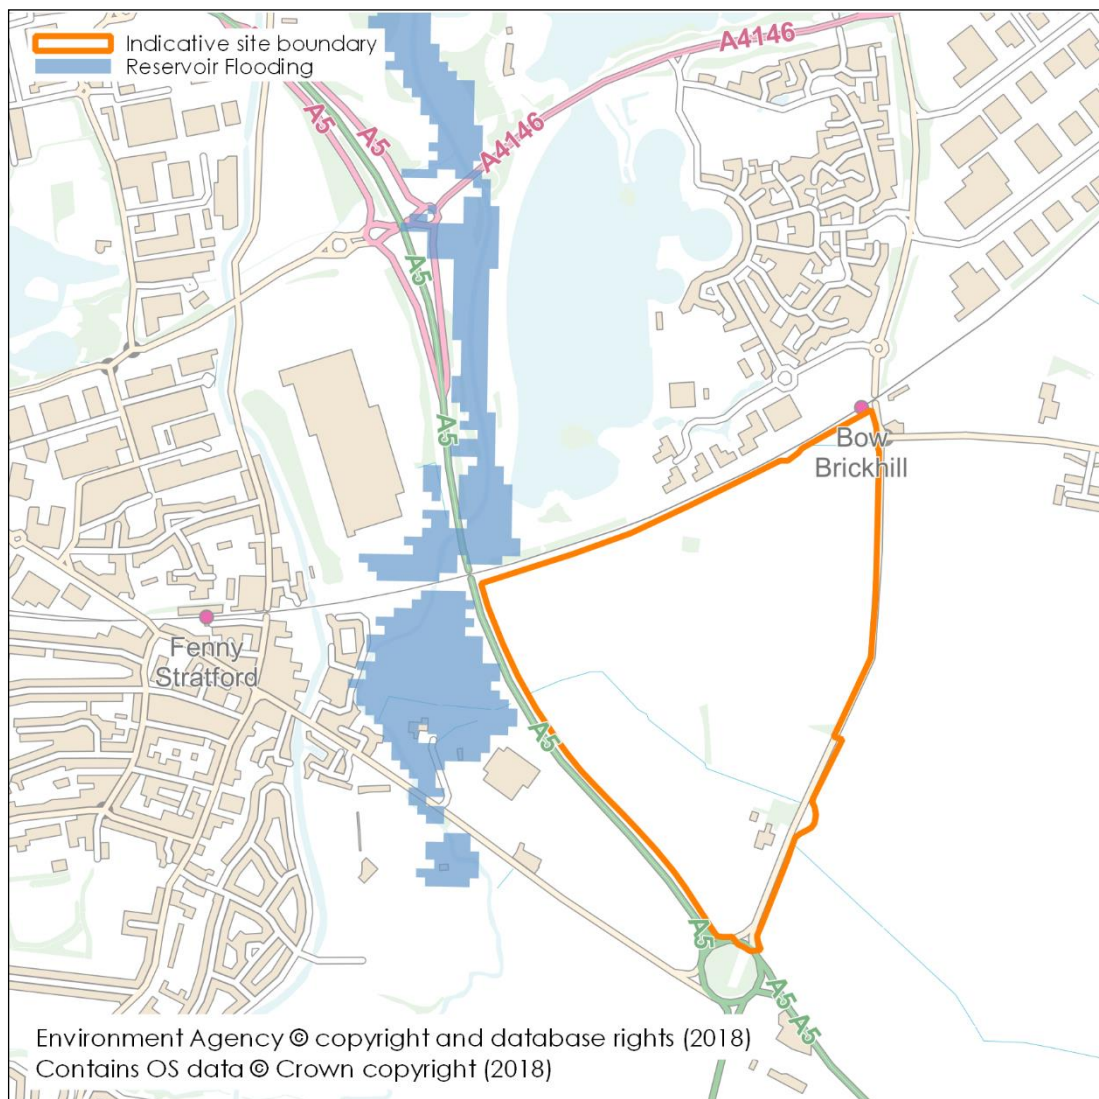 Indicative site boundary
Reservoir Flooding
A4146
A5
A5
A4146
A5
A5
Bow
Brickhill
Fenny
Stratford
A5
A5
A5
A5
Environment Agency © copyright and database rights (2018)
Contains OS data © Crown copyright (2018)